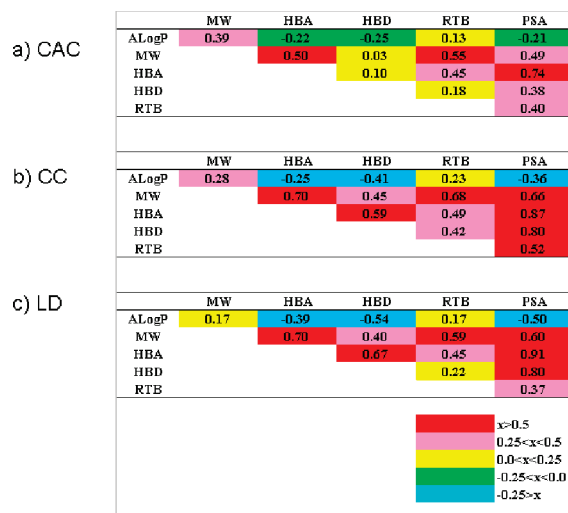 MW HBA HBD RTB PSA
a) CAC
ALogP 0.39 -0.22 -0.25 0.13 -0.21
MW 0.50 0.03 0.55 0.49
HBA 0.10 0.45 0.74
HBD 0.18 0.38
RTB 0.40
MW HBA HBD RTB PSA
b) CC
ALogP 0.28 -0.25 -0.41 0.23 -0.36
MW 0.70 0.45 0.68 0.66
HBA 0.59 0.49 0.87
HBD 0.42 0.80
RTB 0.52
MW HBA HBD RTB PSA
c) LD
ALogP 0.17 -0.39 -0.54 0.17 -0.50
MW 0.70 0.40 0.59 0.60
HBA 0.67 0.45 0.91
HBD 0.22 0.80
RTB 0.37
x>0.5
0.25<x<0.5
0.0<x<0.25
-0.25<x<0.0
-0.25>x